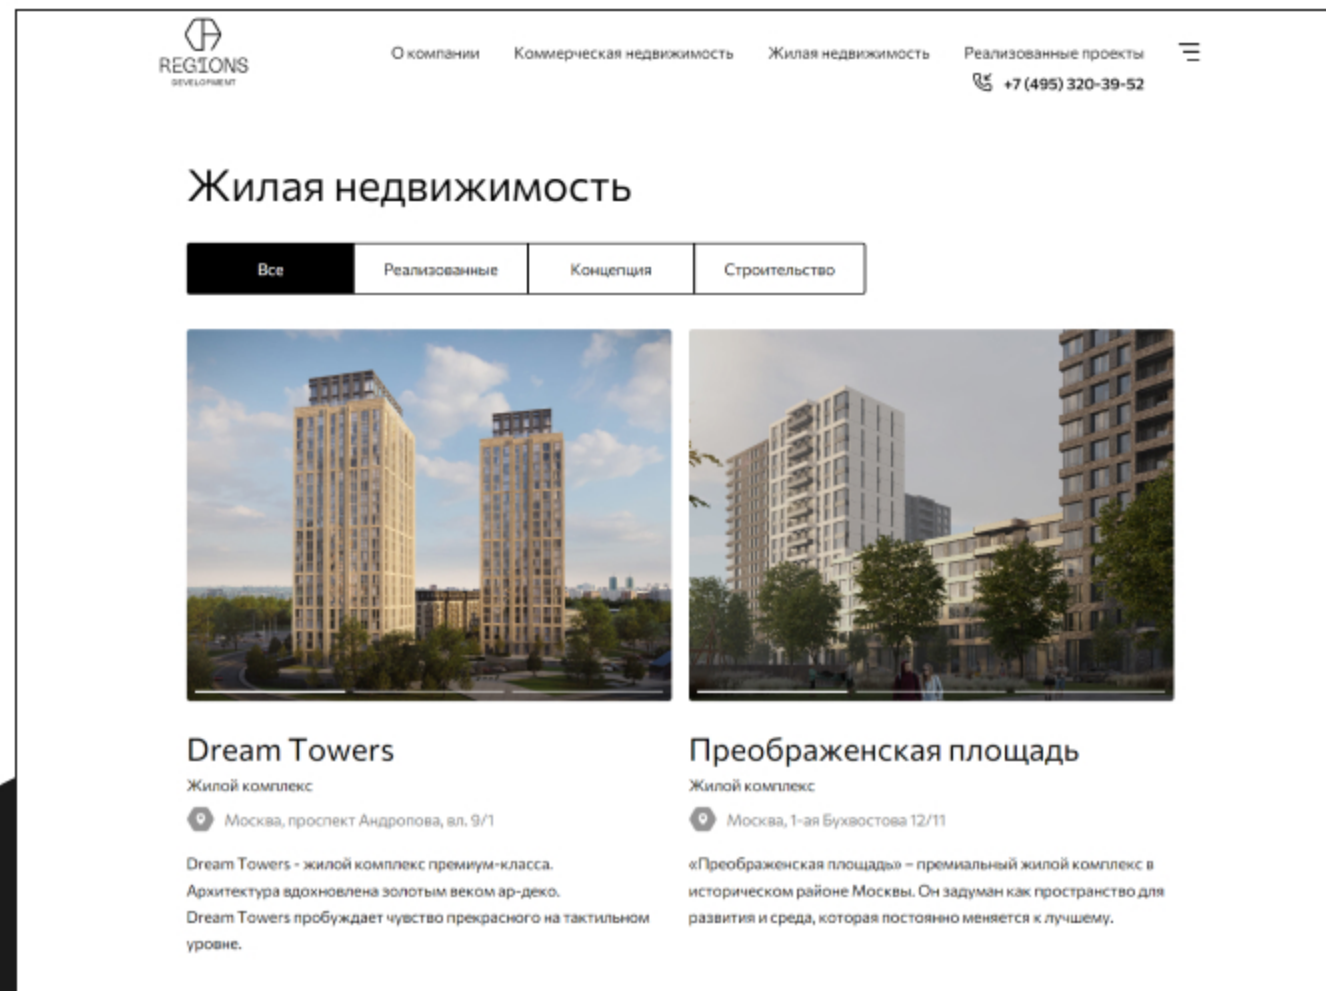 REGIONS
DEVELOPMENT
О компании
Коммерческая недвижимость
Жилая недвижимость
Реализованные проекты
+7 (495) 320-39-52
Жилая недвижимость
Все
Реализованные
Концепция
Строительство
Dream Towers
Жилой комплекс
Москва, проспект Андропова, вл. 9/1
Dream Towers - жилой комплекс премиум-класса.
Архитектура вдохновлена золотым веком ар-деко.
Dream Towers пробуждает чувство прекрасного на тактильном
уровне.
Преображенская площадь
Жилой комплекс
Москва, 1-ая Бухвостова 12/11
«Преображенская площадь» – премиальный жилой комплекс в
историческом районе Москвы. Он задуман как пространство для
развития и среда, которая постоянно меняется к лучшему.